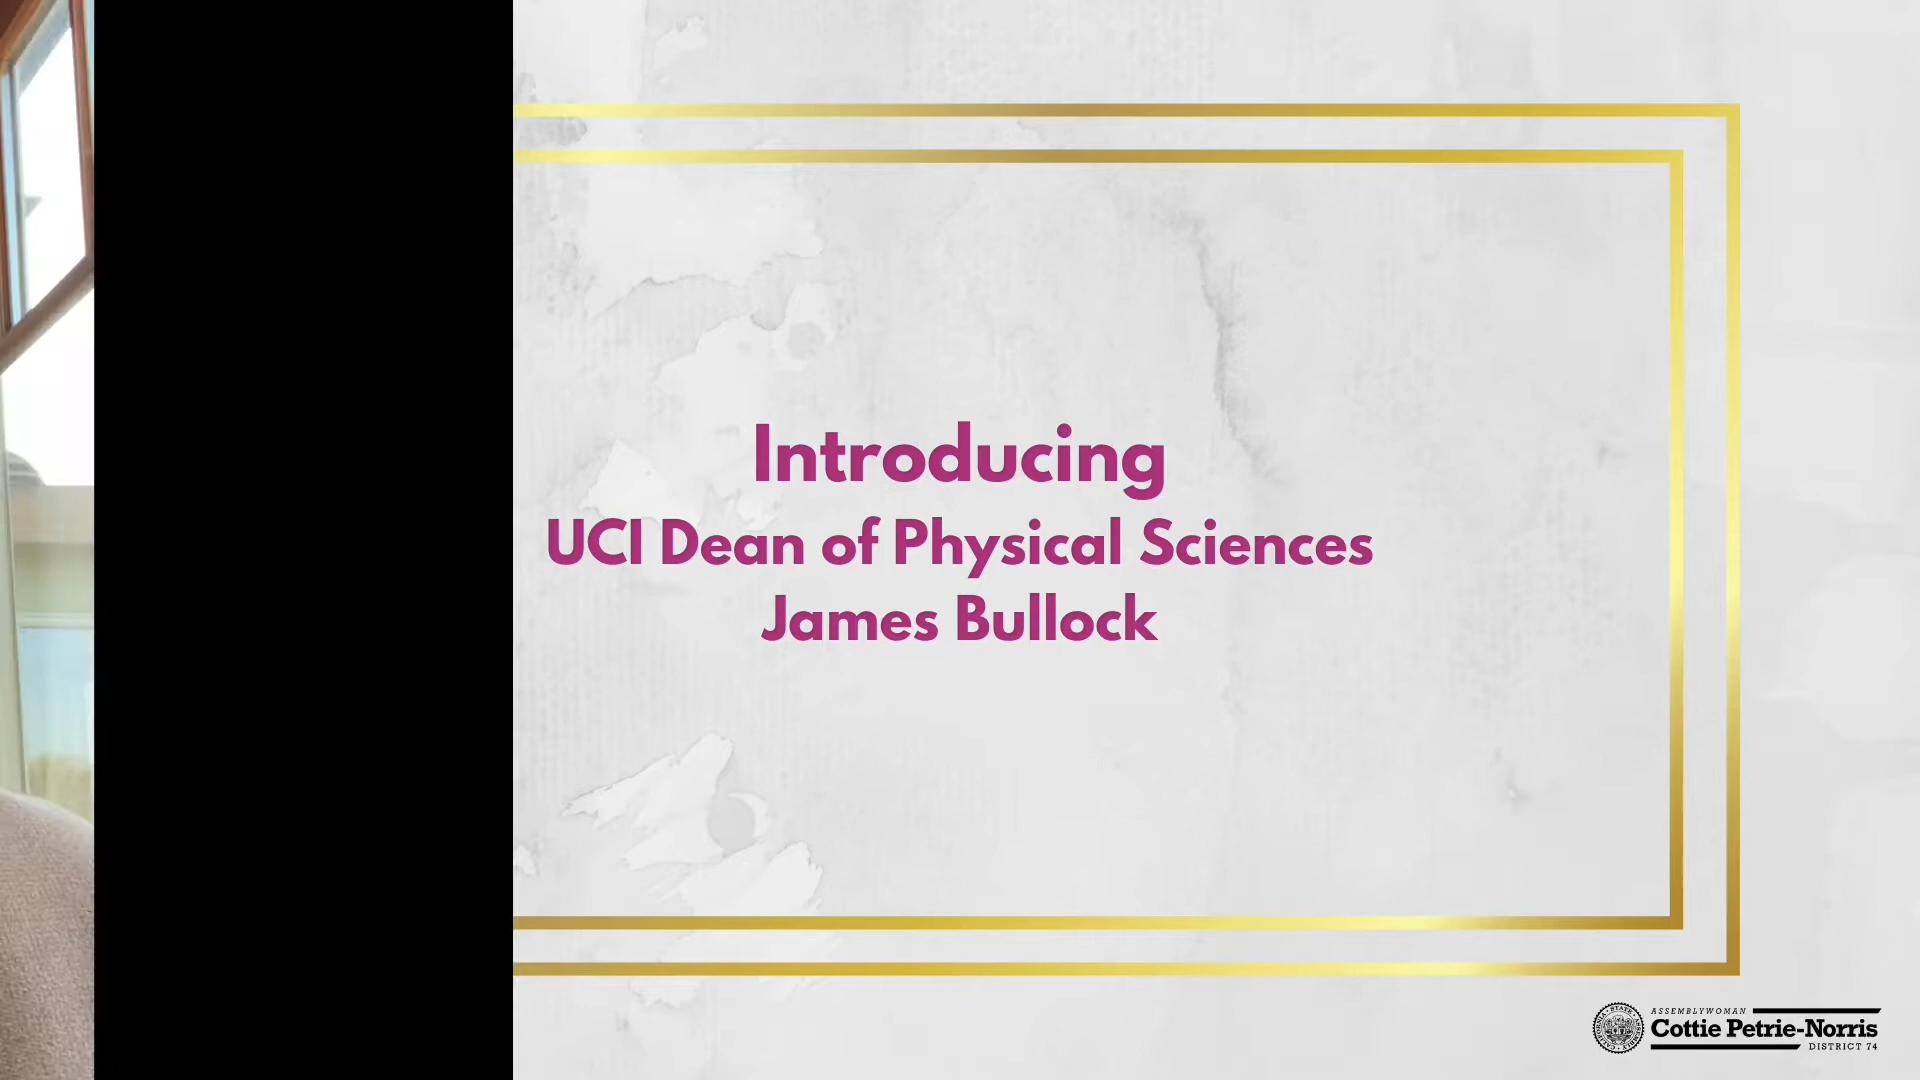 Introducing
UCI Dean of Physical Sciences
James Bullock
ASSEMBLYWOMAN
Cottie Petrie-Norris
DISTRICT 74